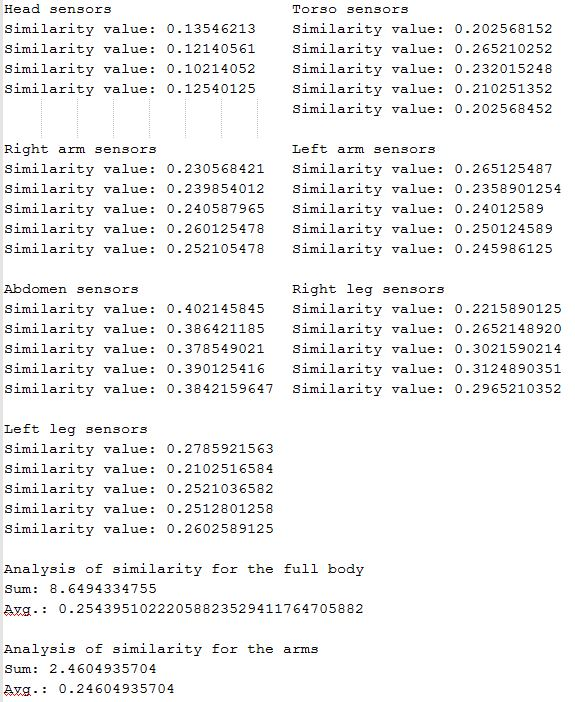 Head sensors
Similarity value: 0.13546213
Similarity value: 0.12140561
Similarity value: 0.10214052
Similarity value: 0.12540125
Torso sensors
Similarity value: 0.202568152
Similarity value: 0.265210252
Similarity value: 0.232015248
Similarity value: 0.210251352
Similarity value: 0.202568452
Right arm sensors
Similarity value: 0.230568421
Similarity value: 0.239854012
Similarity value: 0.240587965
Similarity value: 0.260125478
Similarity value: 0.252105478
Left arm sensors
Similarity value: 0.265125487
Similarity value: 0.2358901254
Similarity value: 0.24012589
Similarity value: 0.250124589
Similarity value: 0.245986125
Abdomen sensors
Similarity value: 0.402145845
Similarity value: 0.386421185
Similarity value: 0.378549021
Similarity value: 0.390125416
Similarity value: 0.3842159647
Right leg sensors
Similarity value: 0.2215890125
Similarity value: 0.2652148920
Similarity value: 0.3021590214
Similarity value: 0.3124890351
Similarity value: 0.2965210352
Left leg sensors
Similarity value: 0.2785921563
Similarity value: 0.2102516584
Similarity value: 0.2521036582
Similarity value: 0.2512801258
Similarity value: 0.2602589125
Analysis of similarity for the full body
Sum: 8.6494334755
Avg.: 0.25439510222058823529411764705882
Analysis of similarity for the arms
Sum: 2.4604935704
Avg.: 0.24604935704